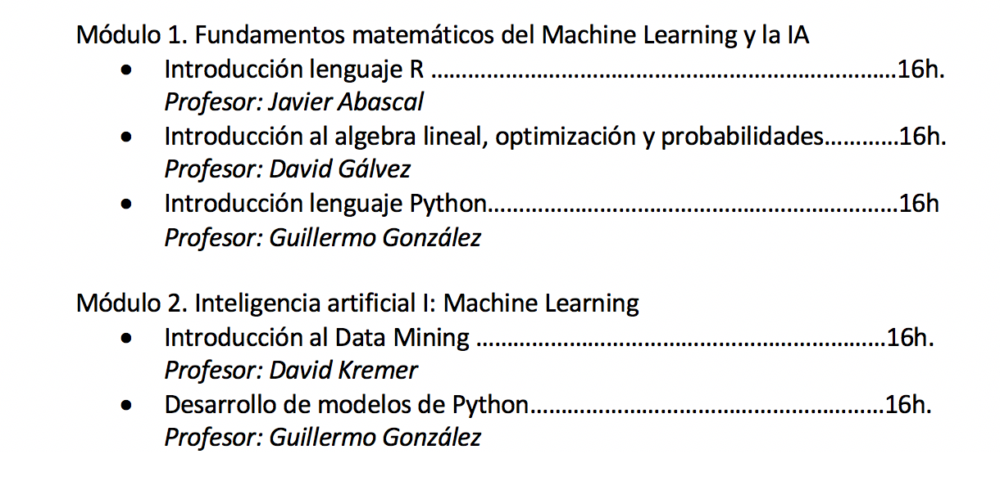 Módulo 1. Fundamentos matemáticos del Machine Learning y la IA
• Introducción lenguaje R ...........................................................................16h.
Profesor: Javier Abascal
• Introducción al algebra lineal, optimización y probabilidades............16h.
Profesor: David Gálvez
• Introducción lenguaje Python..................................................................16h
Profesor: Guillermo González
Módulo 2. Inteligencia artificial I: Machine Learning
• Introducción al Data Mining ..................................................................16h.
Profesor: David Kremer
• Desarrollo de modelos de Python.........................................................16h.
Profesor: Guillermo González